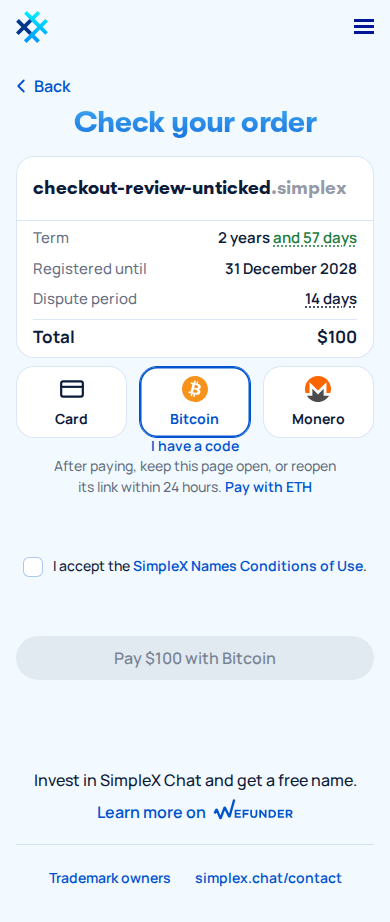 Back
Check your order
checkout-review-unticked.simplex
Term 2 years and 57 days
Registered until 31 December 2028
Dispute period 14 days
Total $100
Card Bitcoin Monero
I have a code
After paying, keep this page open, or reopen
its link within 24 hours. Pay with ETH
I accept the SimpleX Names Conditions of Use.
Pay $100 with Bitcoin
Invest in SimpleX Chat and get a free name.
Learn more on WEFUNDER
Trademark owners simplex.chat/contact